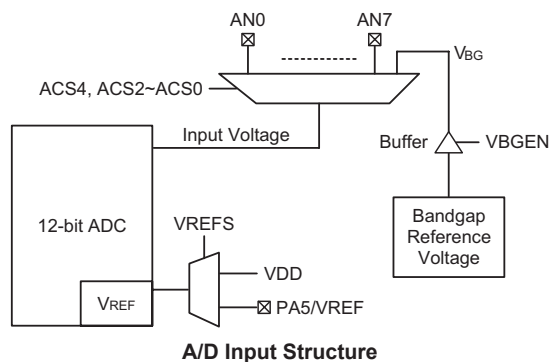 AN0
AN7
VBG
ACS4, ACS2~ACS0
Input Voltage
Buffer
VBGEN
12-bit ADC
Bandgap
Reference
Voltage
VREFS
VDD
VREF
PA5/VREF
A/D Input Structure